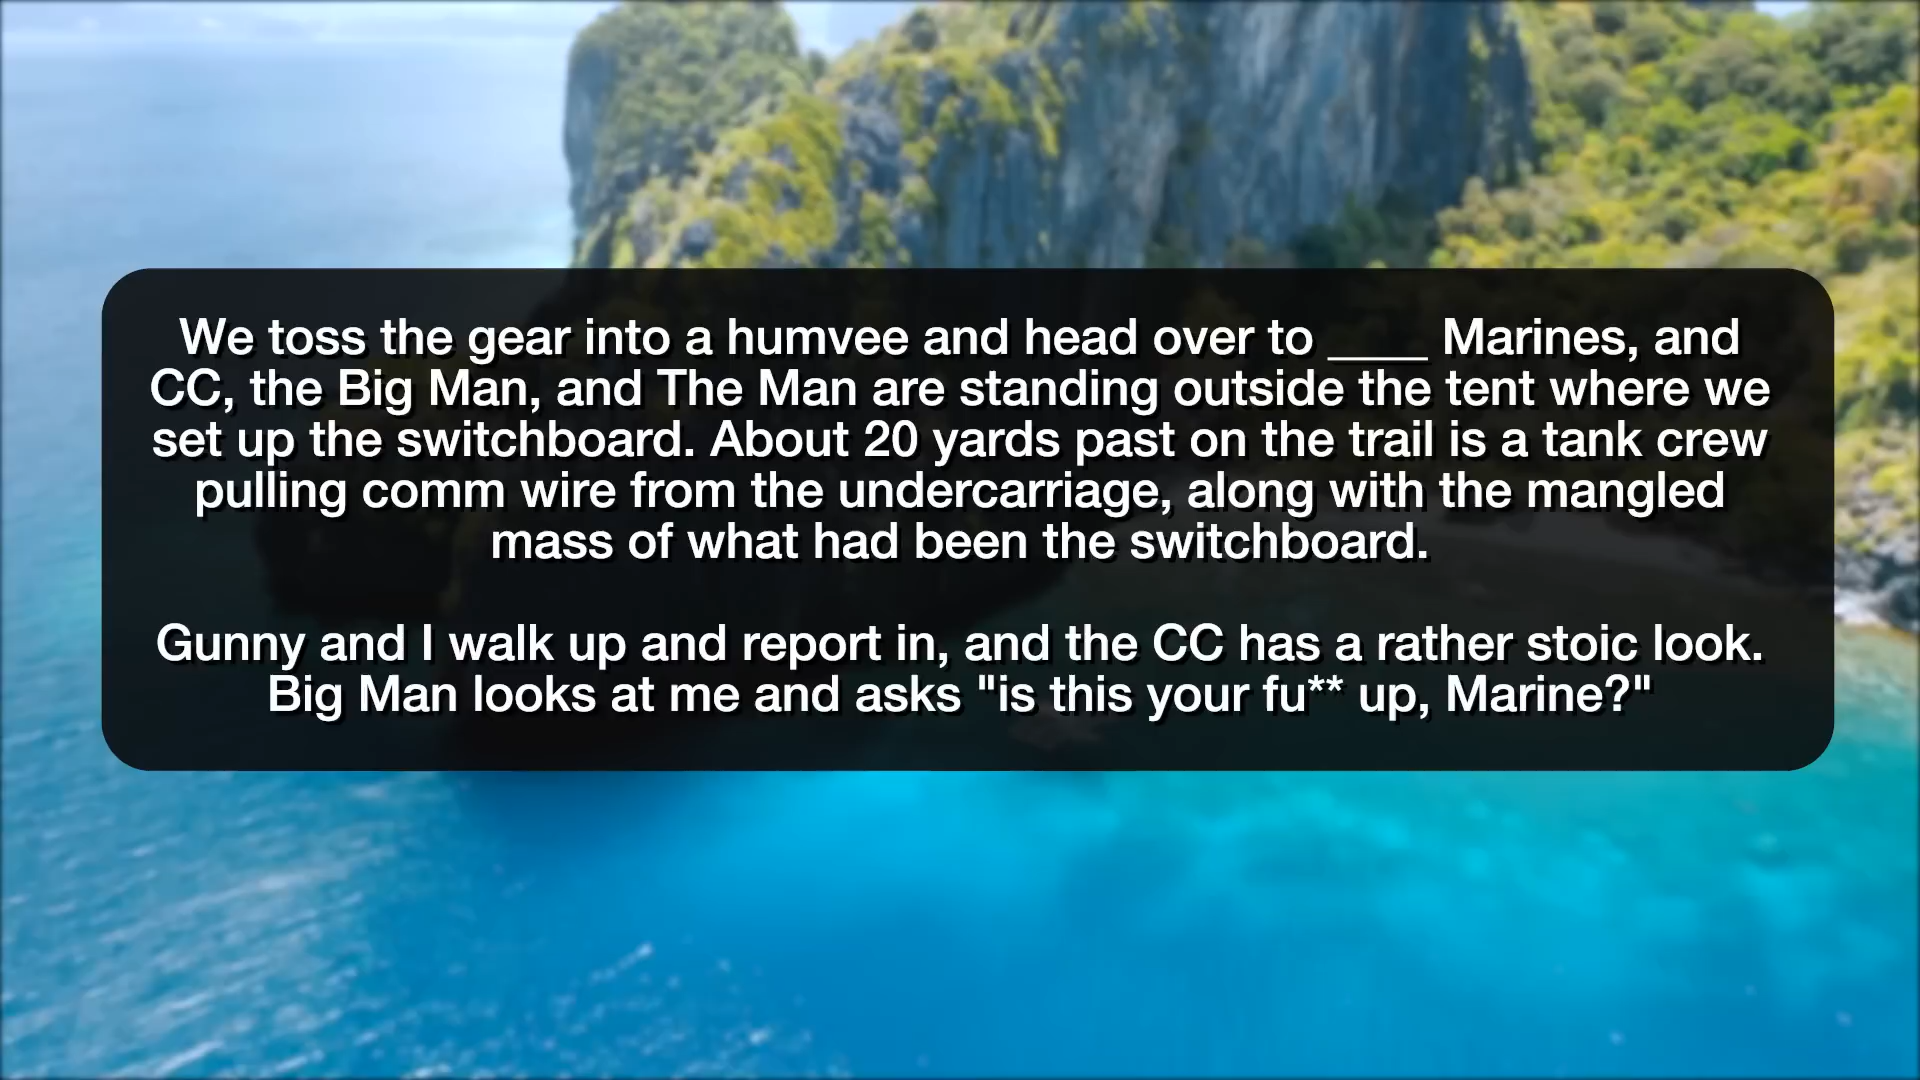 We toss the gear into a humvee and head over to ____ Marines, and
CC, the Big Man, and The Man are standing outside the tent where we
set up the switchboard. About 20 yards past on the trail is a tank crew
pulling comm wire from the undercarriage, along with the mangled
mass of what had been the switchboard.
Gunny and I walk up and report in, and the CC has a rather stoic look.
Big Man looks at me and asks "is this your fu** up, Marine?"